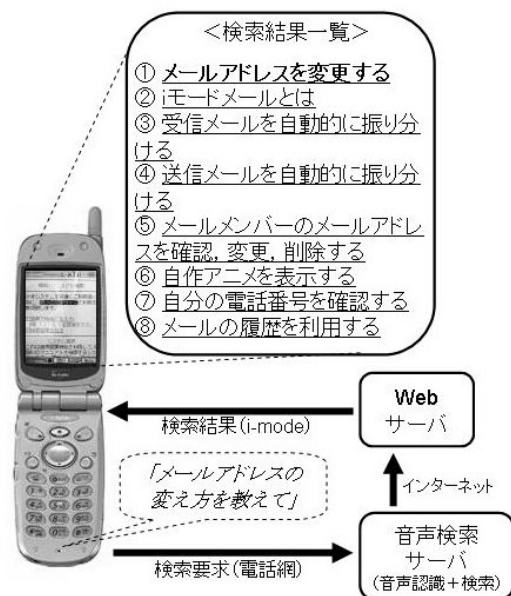 <検索結果一覧>
① メールアドレスを変更する
② iモードメールとは
③ 受信メールを自動的に振り分
ける
④ 送信メールを自動的に振り分
ける
⑤ メールメンバーのメールアドレ
スを確認, 変更, 削除する
⑥ 自作アニメを表示する
⑦ 自分の電話番号を確認する
⑧ メールの履歴を利用する
Web
サーバ
検索結果(i-mode)
インターネット
「メールアドレスの
変え方を教えて」
音声検索
サーバ
(音声認識+検索)
検索要求(電話網)